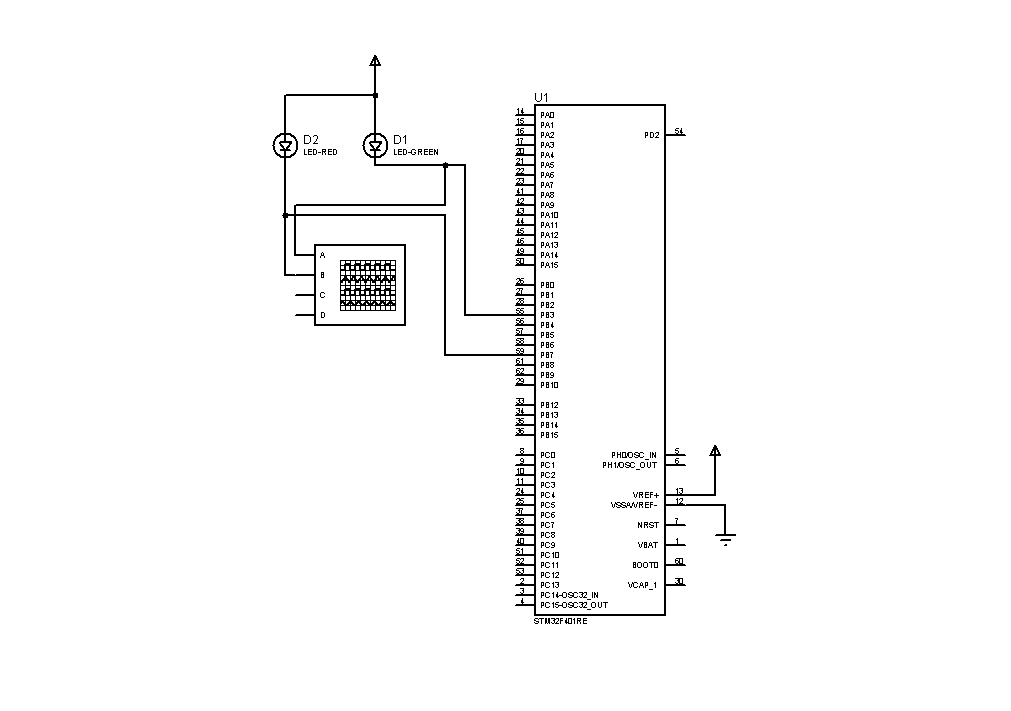 U1
D2
LED-RED
D1
LED-GREEN
A
B
C
D
14 PA0
15 PA1
16 PA2
17 PA3
20 PA4
21 PA5
22 PA6
23 PA7
41 PA8
42 PA9
43 PA10
44 PA11
45 PA12
46 PA13
49 PA14
50 PA15
26 PB0
27 PB1
28 PB2
55 PB3
56 PB4
57 PB5
58 PB6
59 PB7
61 PB8
62 PB9
29 PB10
33 PB12
34 PB13
35 PB14
36 PB15
8 PC0
9 PC1
10 PC2
11 PC3
24 PC4
25 PC5
37 PC6
38 PC7
39 PC8
40 PC9
51 PC10
52 PC11
53 PC12
2 PC13
3 PC14-OSC32_IN
4 PC15-OSC32_OUT
PD2 54
PH0/OSC_IN 5
PH1/OSC_OUT 6
VREF+ 13
VSSA/VREF- 12
NRST 7
VBAT 1
BOOT0 60
VCAP_1 30
STM32F401RE